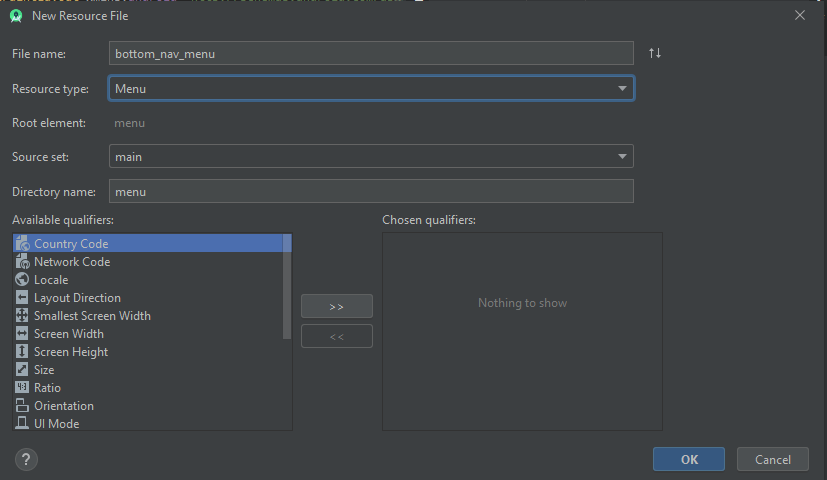 New Resource File
File name: bottom_nav_menu
Resource type: Menu
Root element: menu
Source set: main
Directory name: menu
Available qualifiers: Chosen qualifiers:
Country Code
Network Code
Locale
Layout Direction
Smallest Screen Width
Screen Width
Screen Height
Size
Ratio
Orientation
UI Mode
>>
<<
Nothing to show
?
OK Cancel